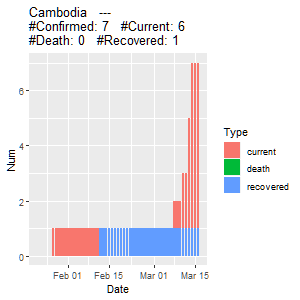 Cambodia   ---
#Confirmed: 7   #Current: 6
#Death: 0   #Recovered: 1
Num
6
4
2
0
Feb 01   Feb 15   Mar 01   Mar 15
Date
Type
current
death
recovered